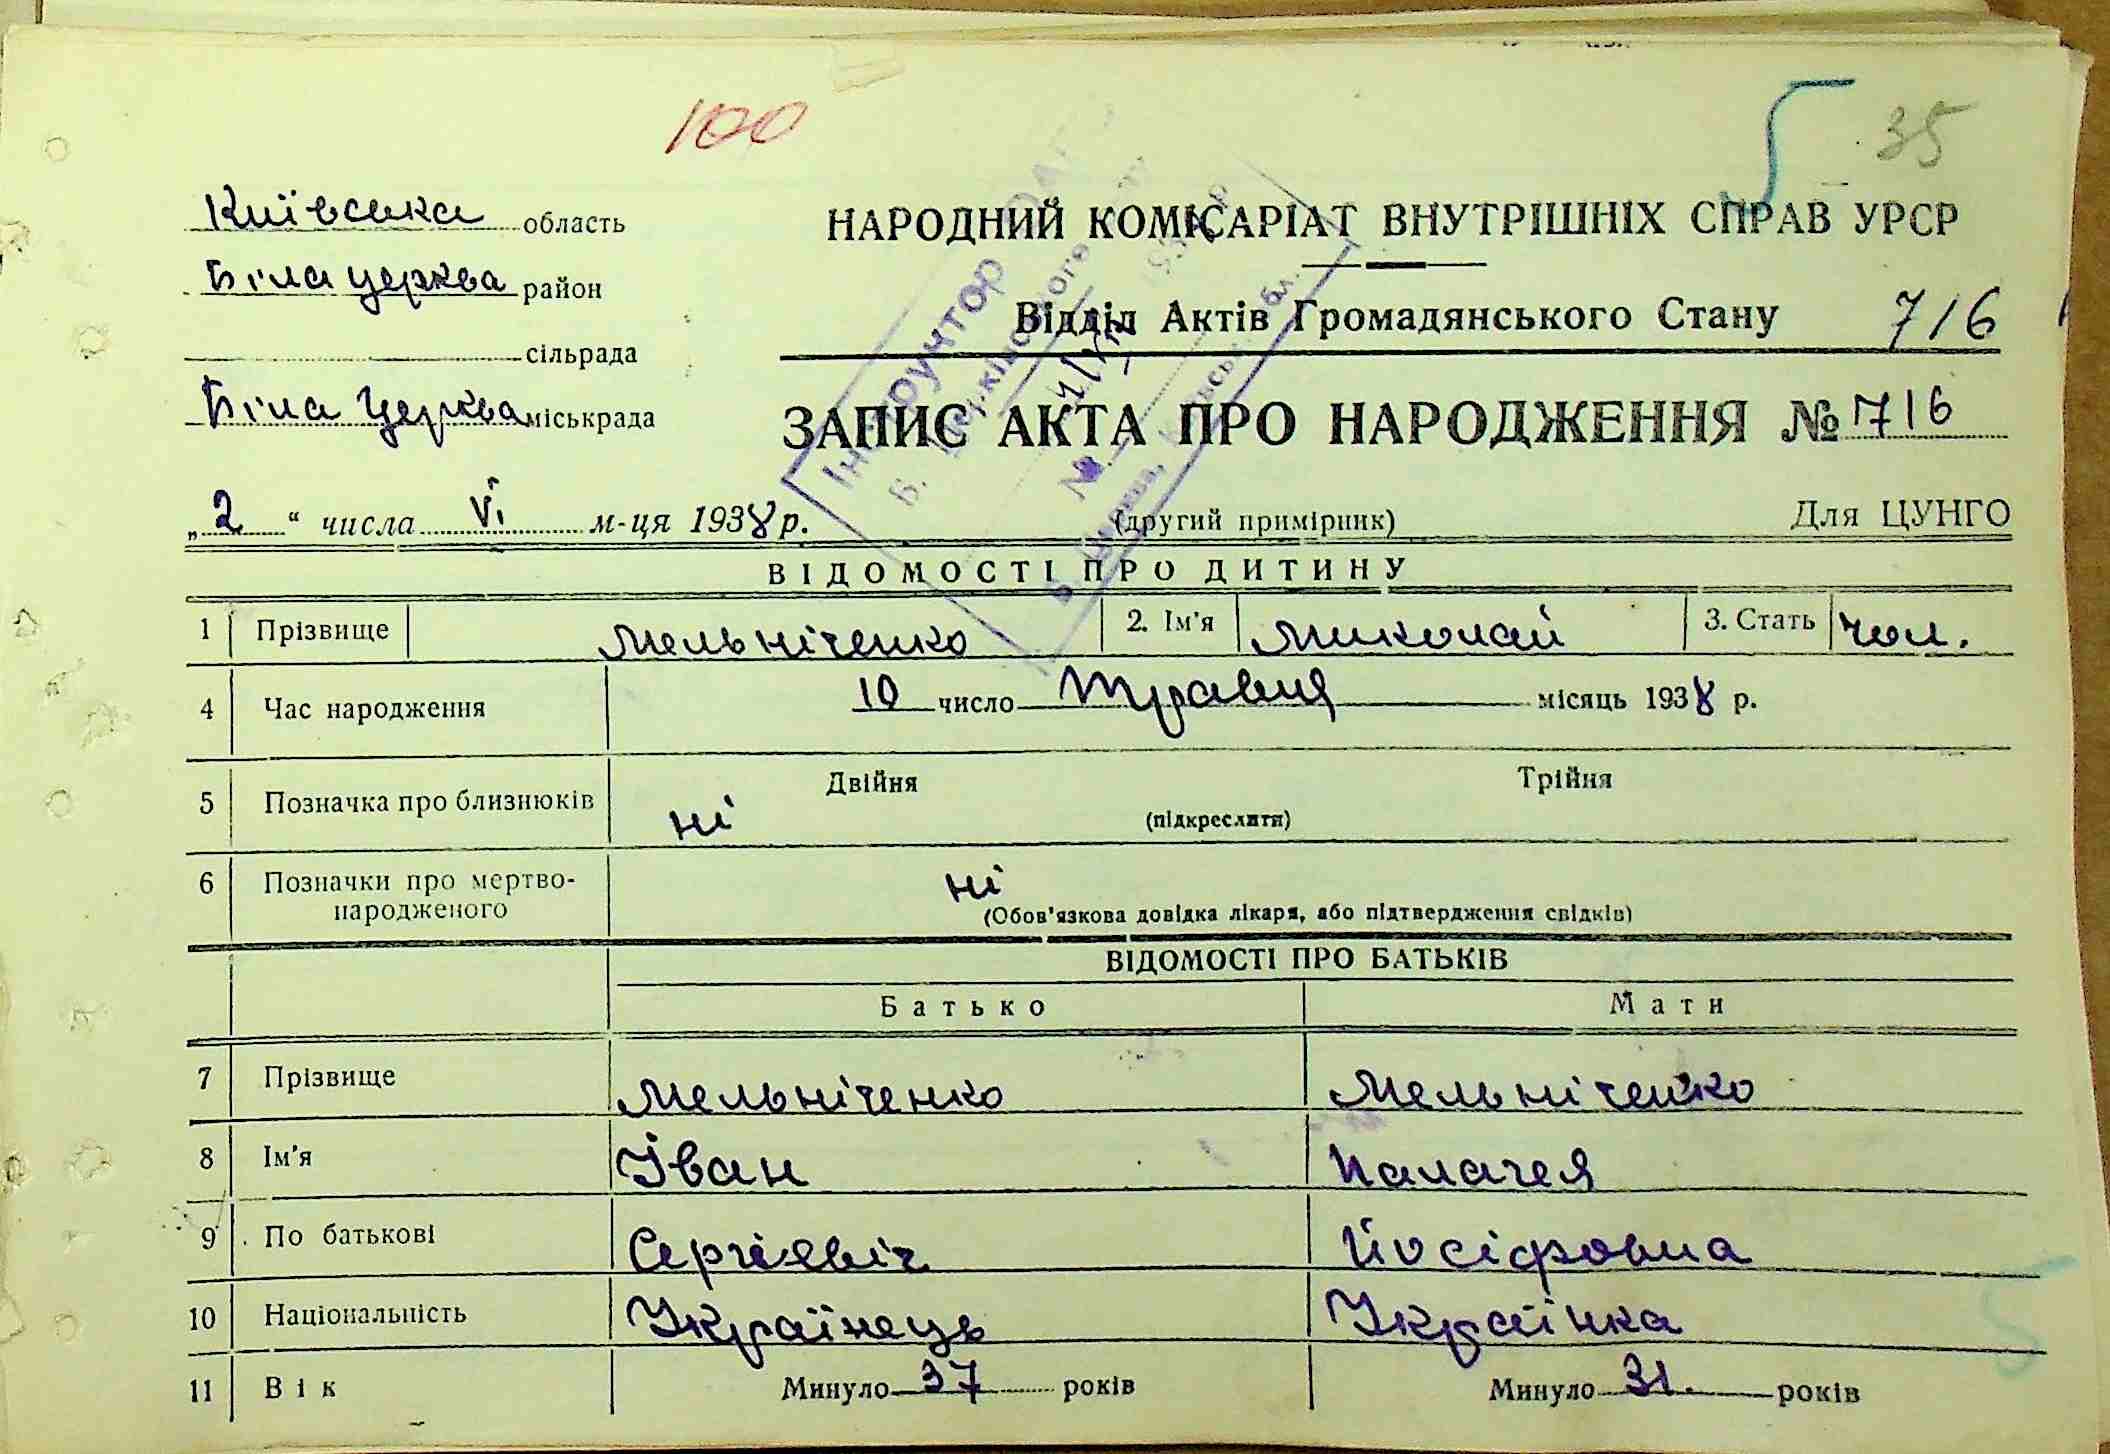 100
5 35
Київська область
Біла церква район
сільрада
Біла Церква міськрада
НАРОДНИЙ КОМІСАРІАТ ВНУТРІШНІХ СПРАВ УРСР
Відділ Актів Громадянського Стану 716
ЗАПИС АКТА ПРО НАРОДЖЕННЯ № 716
„2“ числа VI м-ця 1938 р. (другий примірник) Для ЦУНГО
ВІДОМОСТІ ПРО ДИТИНУ
1 Прізвище Мельніченко 2. Ім'я Миколай 3. Стать чол.
4 Час народження 10 число Травня місяць 1938 р.
5 Позначка про близнюків ні Двійня (підкреслити) Трійня
6 Позначки про мертво-
народженого ні (Обов'язкова довідка лікаря, або підтвердження свідків)
ВІДОМОСТІ ПРО БАТЬКІВ
Батько Мати
7 Прізвище Мельніченко Мельніченко
8 Ім'я Іван Палагея
9 По батькові Сергієвіч Йосіфовна
10 Національність Українець Українка
11 Вік Минуло 37 років Минуло 31. років